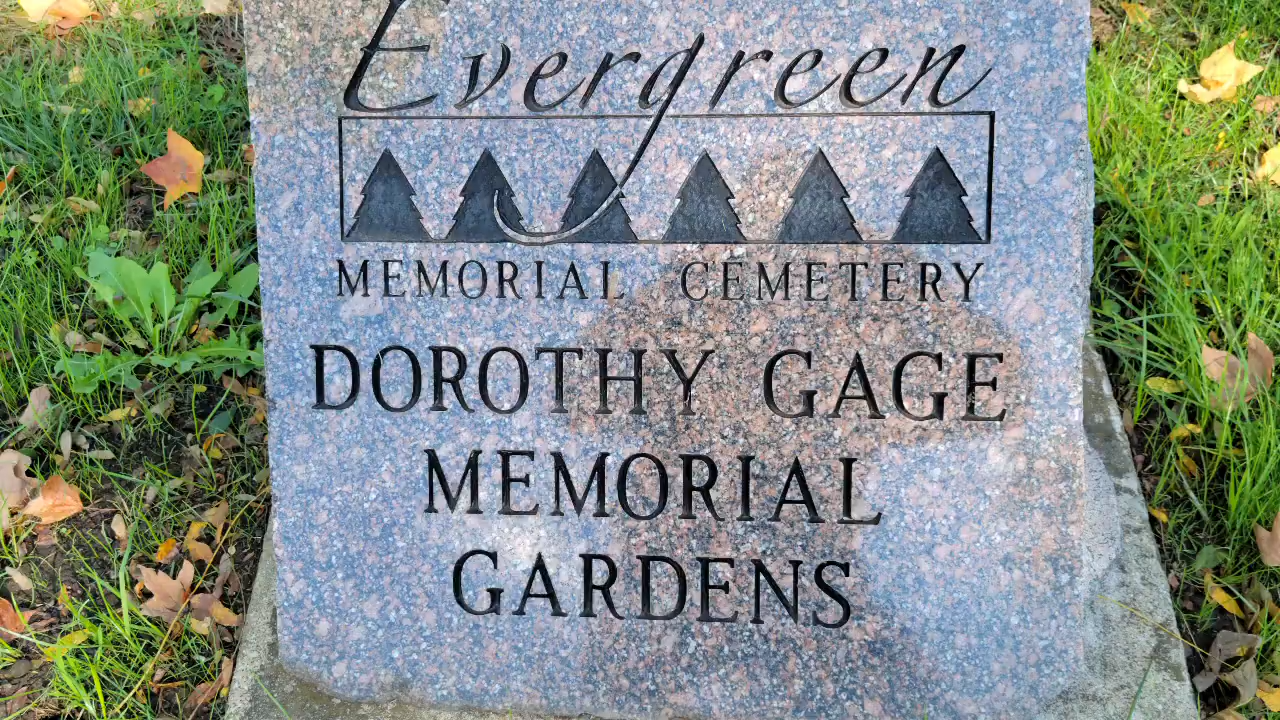 Evergreen
MEMORIAL CEMETERY
DOROTHY GAGE
MEMORIAL
GARDENS